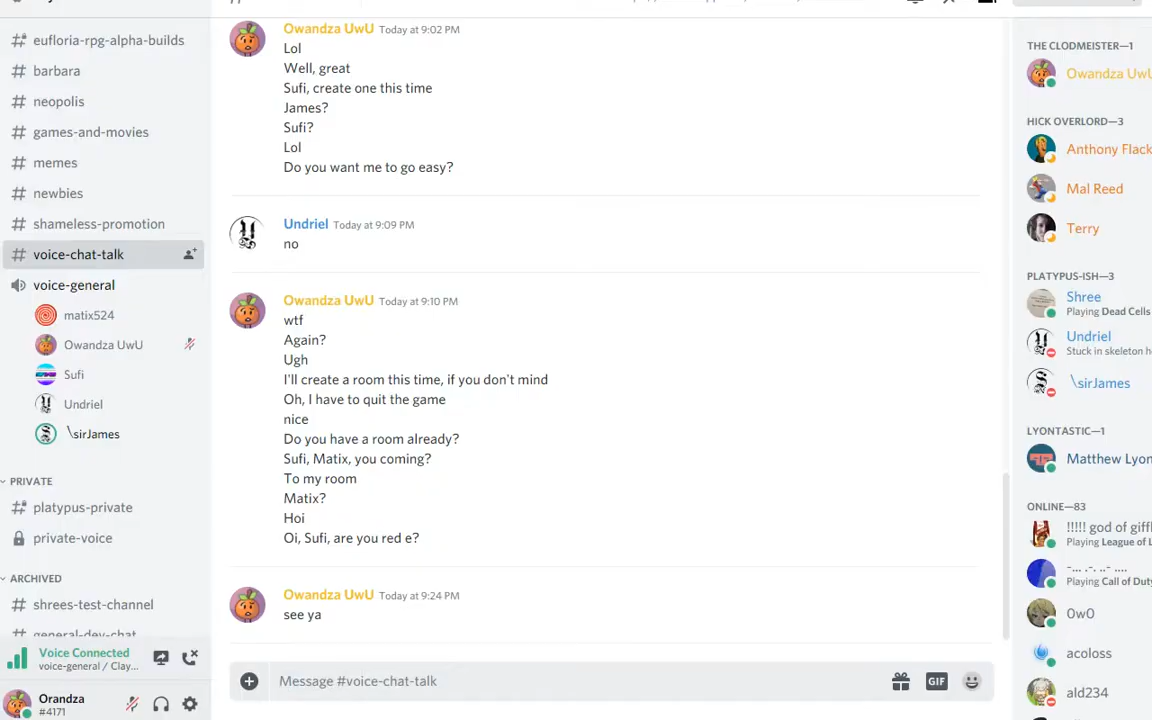 eufloria-rpg-alpha-builds
barbara
neopolis
games-and-movies
memes
newbies
shameless-promotion
voice-chat-talk
voice-general
matix524
Owandza UwU
Sufi
Undriel
\sirJames
PRIVATE
platypus-private
private-voice
ARCHIVED
shrees-test-channel
general-dev-chat
Voice Connected
voice-general / Clay...
Orandza
#4171
Owandza UwU Today at 9:02 PM
Lol
Well, great
Sufi, create one this time
James?
Sufi?
Lol
Do you want me to go easy?
Undriel Today at 9:09 PM
no
Owandza UwU Today at 9:10 PM
wtf
Again?
Ugh
I'll create a room this time, if you don't mind
Oh, I have to quit the game
nice
Do you have a room already?
Sufi, Matix, you coming?
To my room
Matix?
Hoi
Oi, Sufi, are you red e?
Owandza UwU Today at 9:24 PM
see ya
Message #voice-chat-talk
GIF
THE CLODMEISTER—1
Owandza UwU
HICK OVERLORD—3
Anthony Flack
Mal Reed
Terry
PLATYPUS-ISH—3
Shree
Playing Dead Cells
Undriel
Stuck in skeleton h
\sirJames
LYONTASTIC—1
Matthew Lyon
ONLINE—83
!!!!! god of giff
Playing League of L
-... .-. ..- ....
Playing Call of Duty
0w0
acoloss
ald234